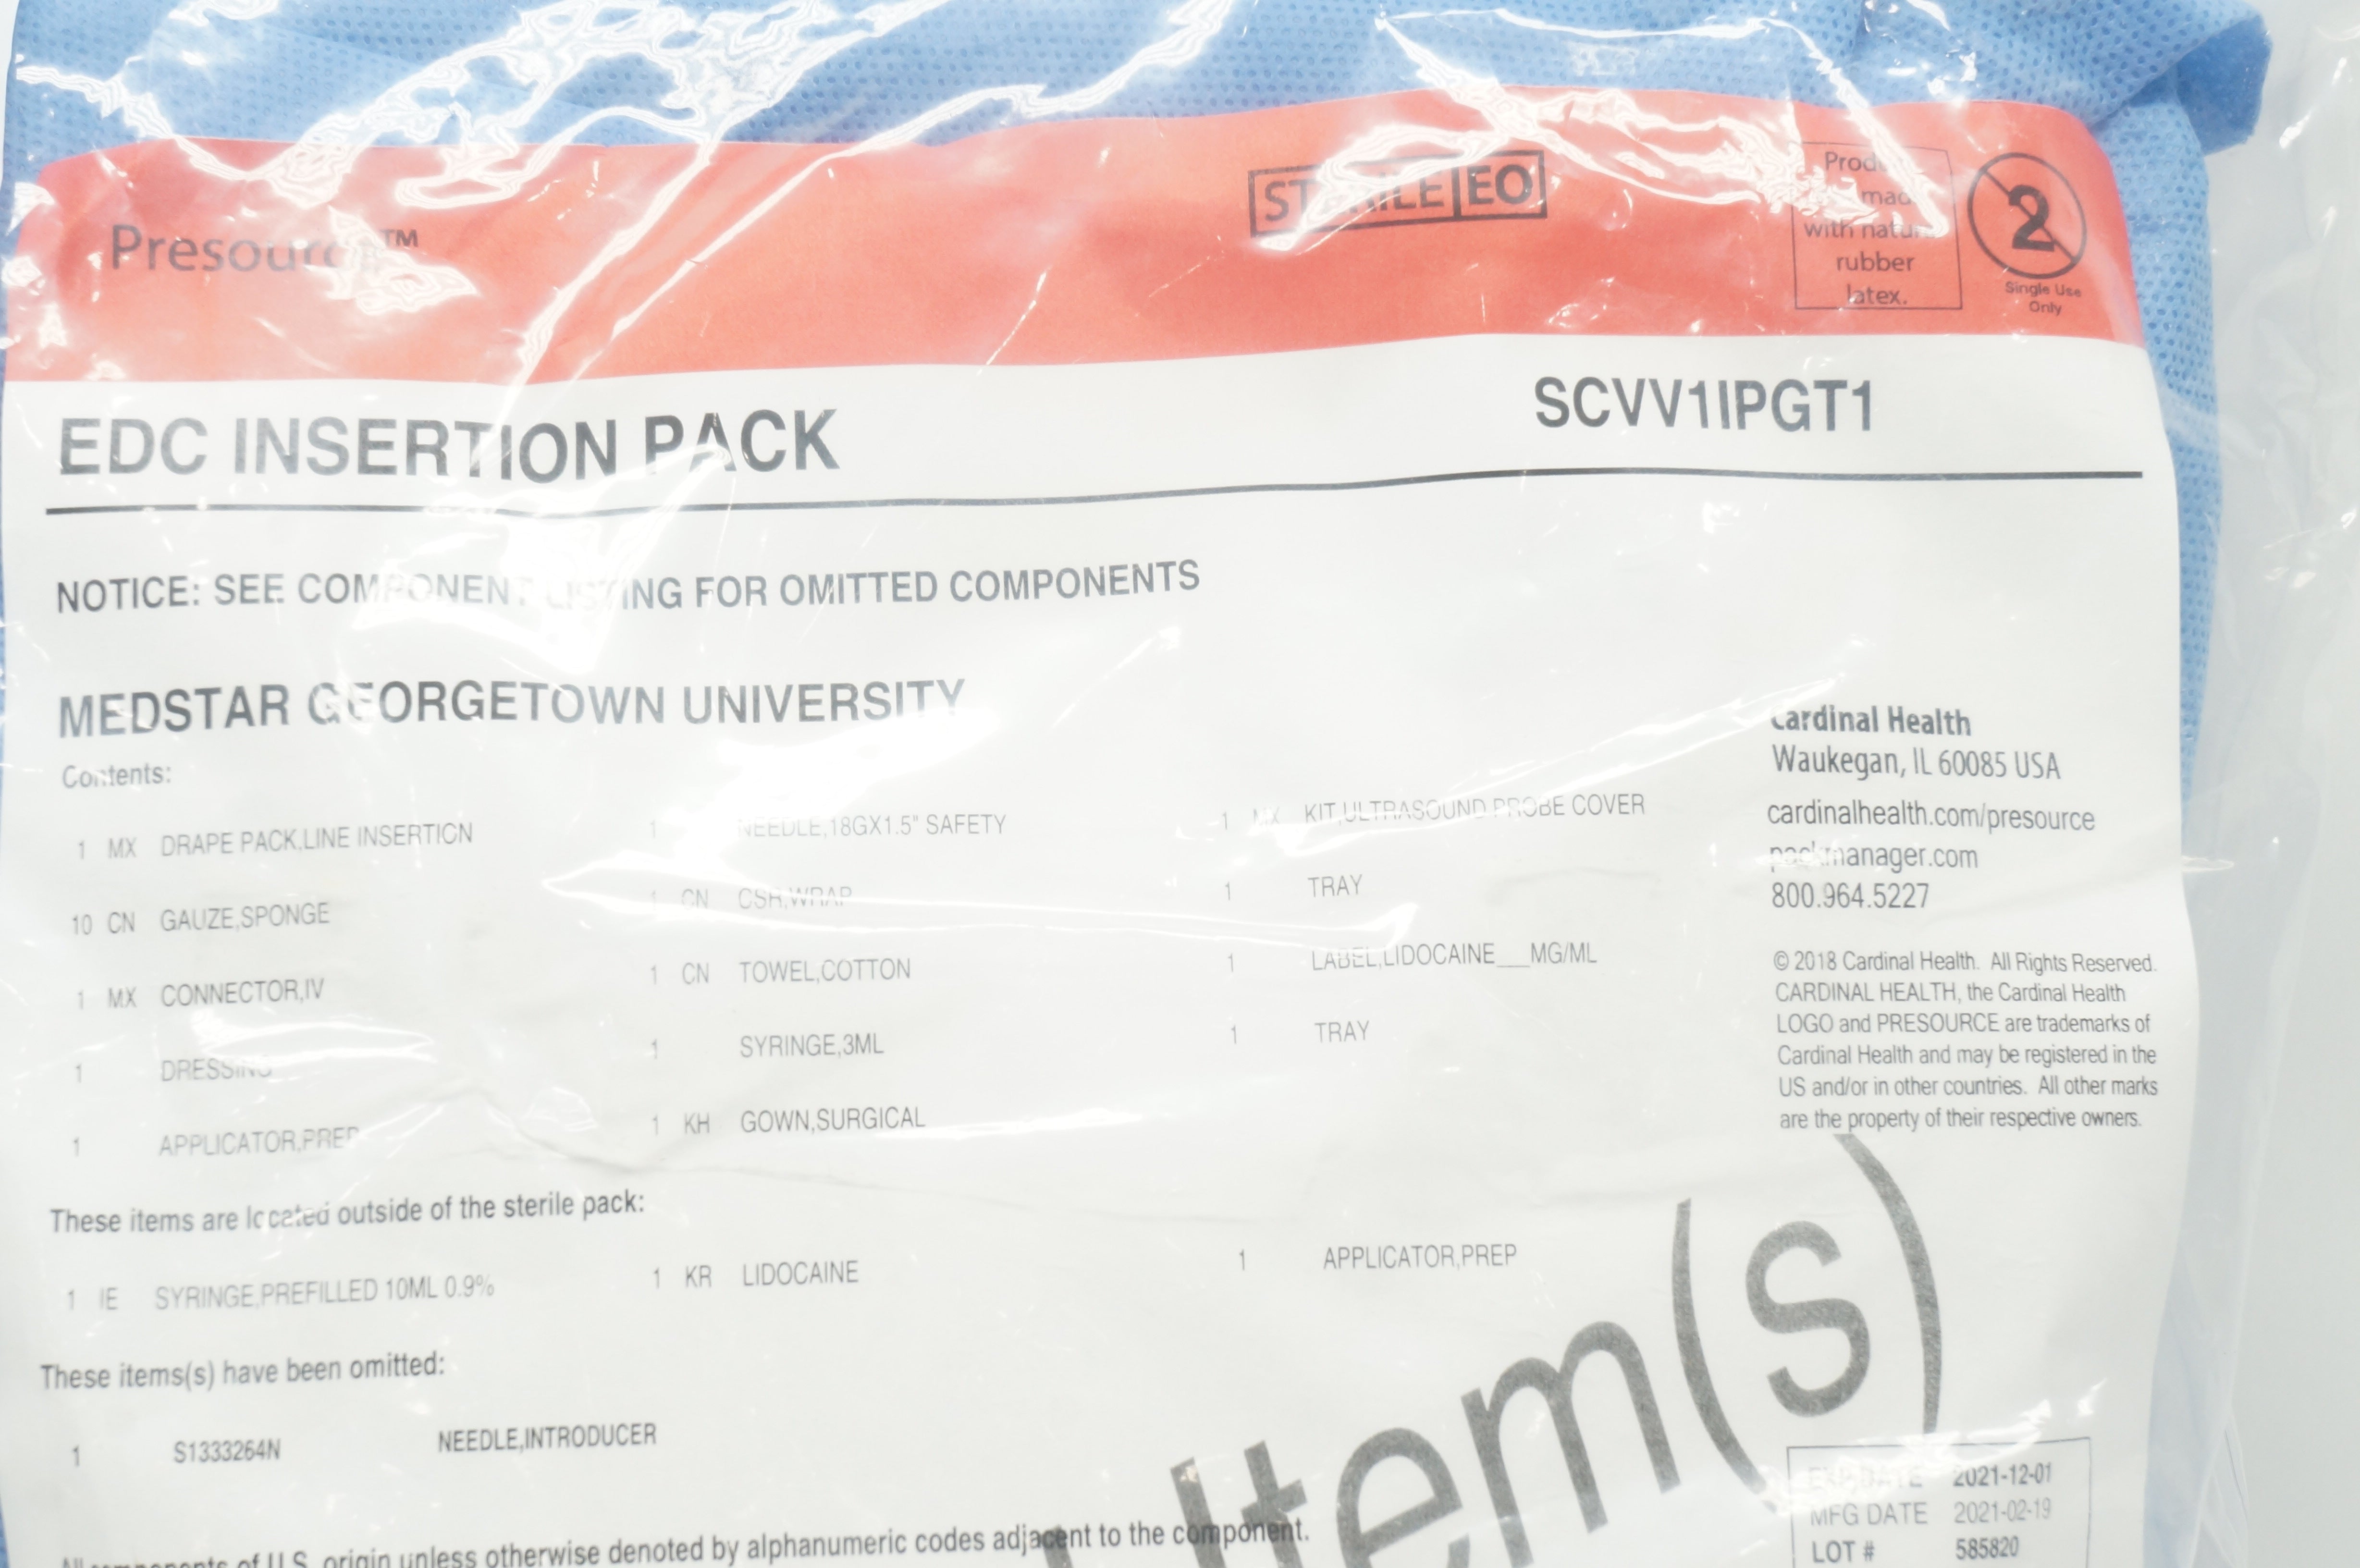 Presource™
STERILE EO
Product made with natural rubber latex.
2
Single Use Only
EDC INSERTION PACK
SCVV1IPGT1
NOTICE: SEE COMPONENT LISTING FOR OMITTED COMPONENTS
MEDSTAR GEORGETOWN UNIVERSITY
Contents:
1 MX DRAPE PACK,LINE INSERTION
10 CN GAUZE,SPONGE
1 MX CONNECTOR,IV
1 DRESSING
1 APPLICATOR,PREP
1 NEEDLE,18GX1.5" SAFETY
1 CN CSR,WRAP
1 CN TOWEL,COTTON
1 SYRINGE,3ML
1 KH GOWN,SURGICAL
1 MX KIT,ULTRASOUND PROBE COVER
1 TRAY
1 LABEL,LIDOCAINE___MG/ML
1 TRAY
Cardinal Health
Waukegan, IL 60085 USA
cardinalhealth.com/presource
packmanager.com
800.964.5227
© 2018 Cardinal Health. All Rights Reserved.
CARDINAL HEALTH, the Cardinal Health
LOGO and PRESOURCE are trademarks of
Cardinal Health and may be registered in the
US and/or in other countries. All other marks
are the property of their respective owners.
These items are located outside of the sterile pack:
1 IE SYRINGE,PREFILLED 10ML 0.9%
1 KR LIDOCAINE
1 APPLICATOR,PREP
These items(s) have been omitted:
1 S1333264N NEEDLE,INTRODUCER
Item(s)
EXP DATE 2021-12-01
MFG DATE 2021-02-19
LOT # 585820
All components of U.S. origin unless otherwise denoted by alphanumeric codes adjacent to the component.